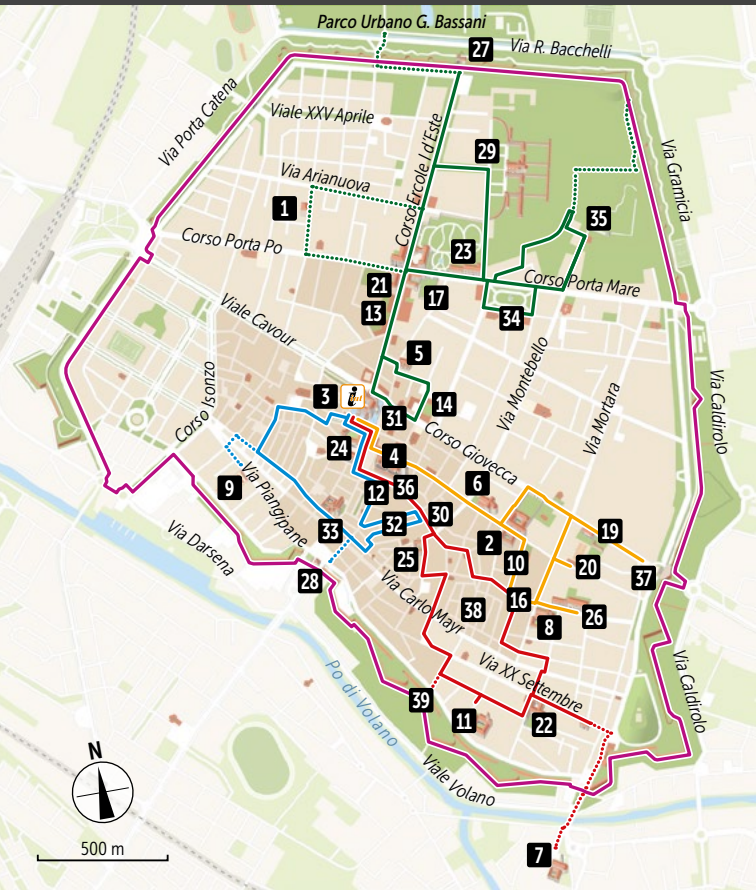 Parco Urbano G. Bassani
27
Via R. Bacchelli
Via Porta Catena
Viale XXV Aprile
Corso Ercole I d'Este
29
Via Gramicia
Via Arianuova
1
35
Corso Porta Po
23
21
17
Corso Porta Mare
13
34
Viale Cavour
5
Via Montebello
Via Mortara
Via Caldirolo
Corso Isonzo
3
i
14
31
Corso Giovecca
24
4
9
Via Piangipane
12
36
6
33
32
30
2
19
Via Darsena
25
10
20
37
28
Via Carlo Mayr
38
16
8
26
Via XX Settembre
Via Caldirolo
Po di Volano
39
11
22
N
Viale Volano
500 m
7